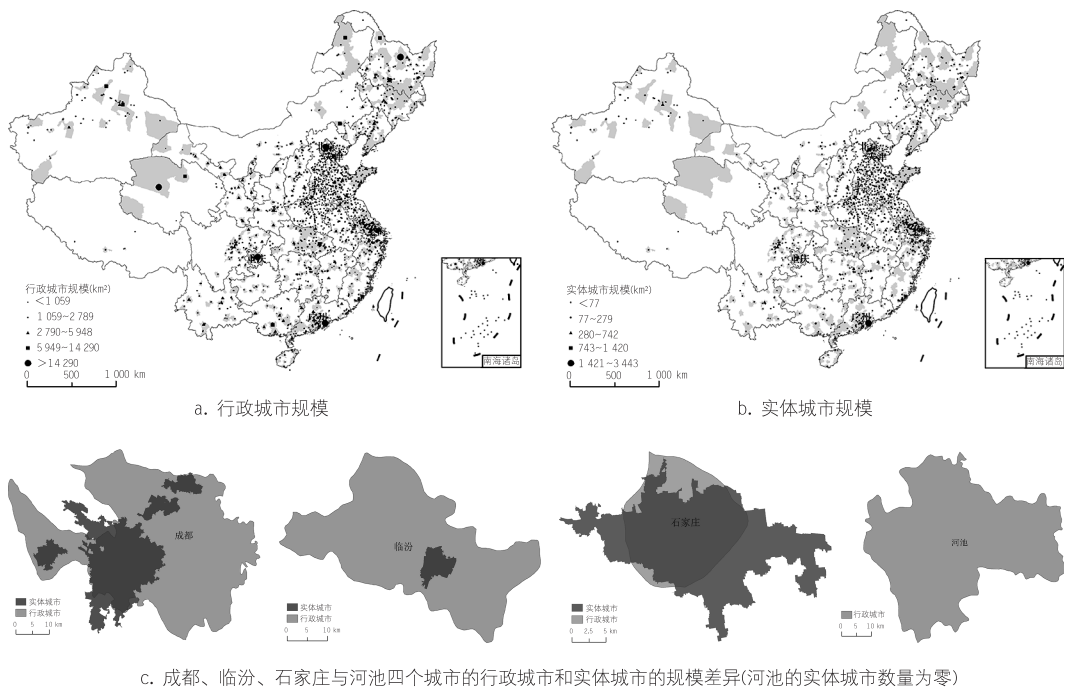 行政城市规模(km²)
<1 059
1 059~2 789
2 790~5 948
5 949~14 290
>14 290
0 500 1 000 km
南海诸岛
a. 行政城市规模
实体城市规模(km²)
<77
77~279
280~742
743~1 420
1 421~3 443
0 500 1 000 km
南海诸岛
b. 实体城市规模
成都
实体城市
行政城市
0 5 10 km
临汾
实体城市
行政城市
0 5 10 km
石家庄
实体城市
行政城市
0 2.5 5 km
河池
行政城市
0 5 10 km
c. 成都、临汾、石家庄与河池四个城市的行政城市和实体城市的规模差异(河池的实体城市数量为零)